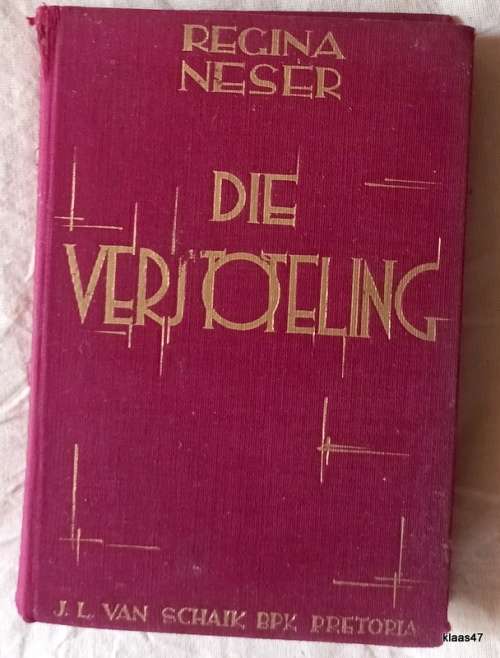 REGINA
NESER
DIE
VERSTOTELING
J. L. VAN SCHAIK BPK PRETORIA
klaas47